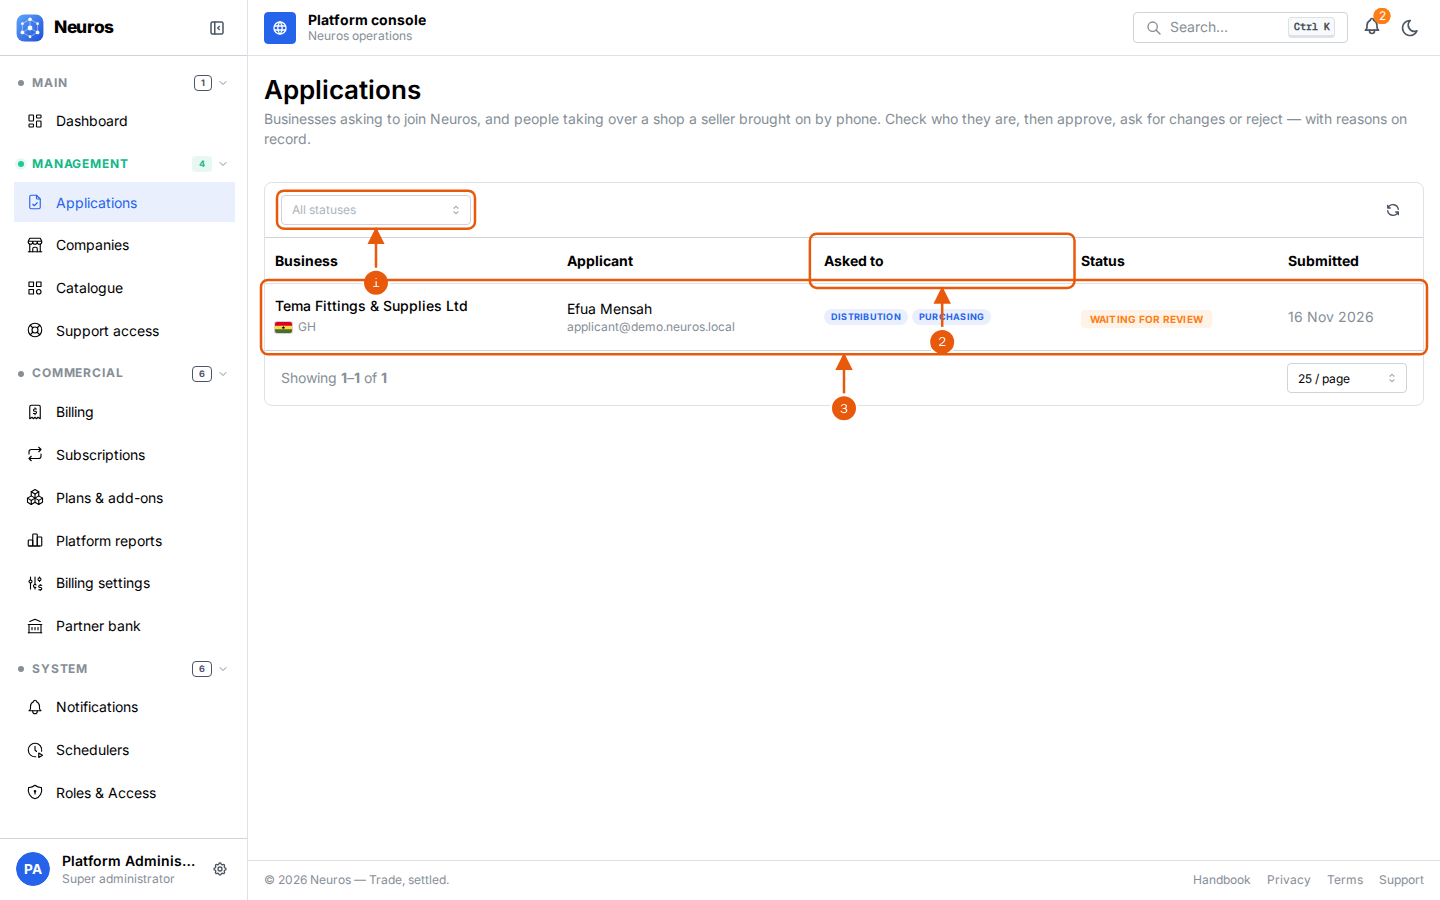 Neuros
Platform console
Neuros operations
Search...
Ctrl K
2
MAIN
1
Dashboard
MANAGEMENT
4
Applications
Companies
Catalogue
Support access
COMMERCIAL
6
Billing
Subscriptions
Plans & add-ons
Platform reports
Billing settings
Partner bank
SYSTEM
6
Notifications
Schedulers
Roles & Access
PA
Platform Adminis...
Super administrator
Applications
Businesses asking to join Neuros, and people taking over a shop a seller brought on by phone. Check who they are, then approve, ask for changes or reject — with reasons on
record.
All statuses
Business
Applicant
Asked to
Status
Submitted
1
Tema Fittings & Supplies Ltd
GH
Efua Mensah
applicant@demo.neuros.local
DISTRIBUTION
PURCHASING
WAITING FOR REVIEW
16 Nov 2026
2
Showing 1–1 of 1
25 / page
3
© 2026 Neuros — Trade, settled.
Handbook
Privacy
Terms
Support